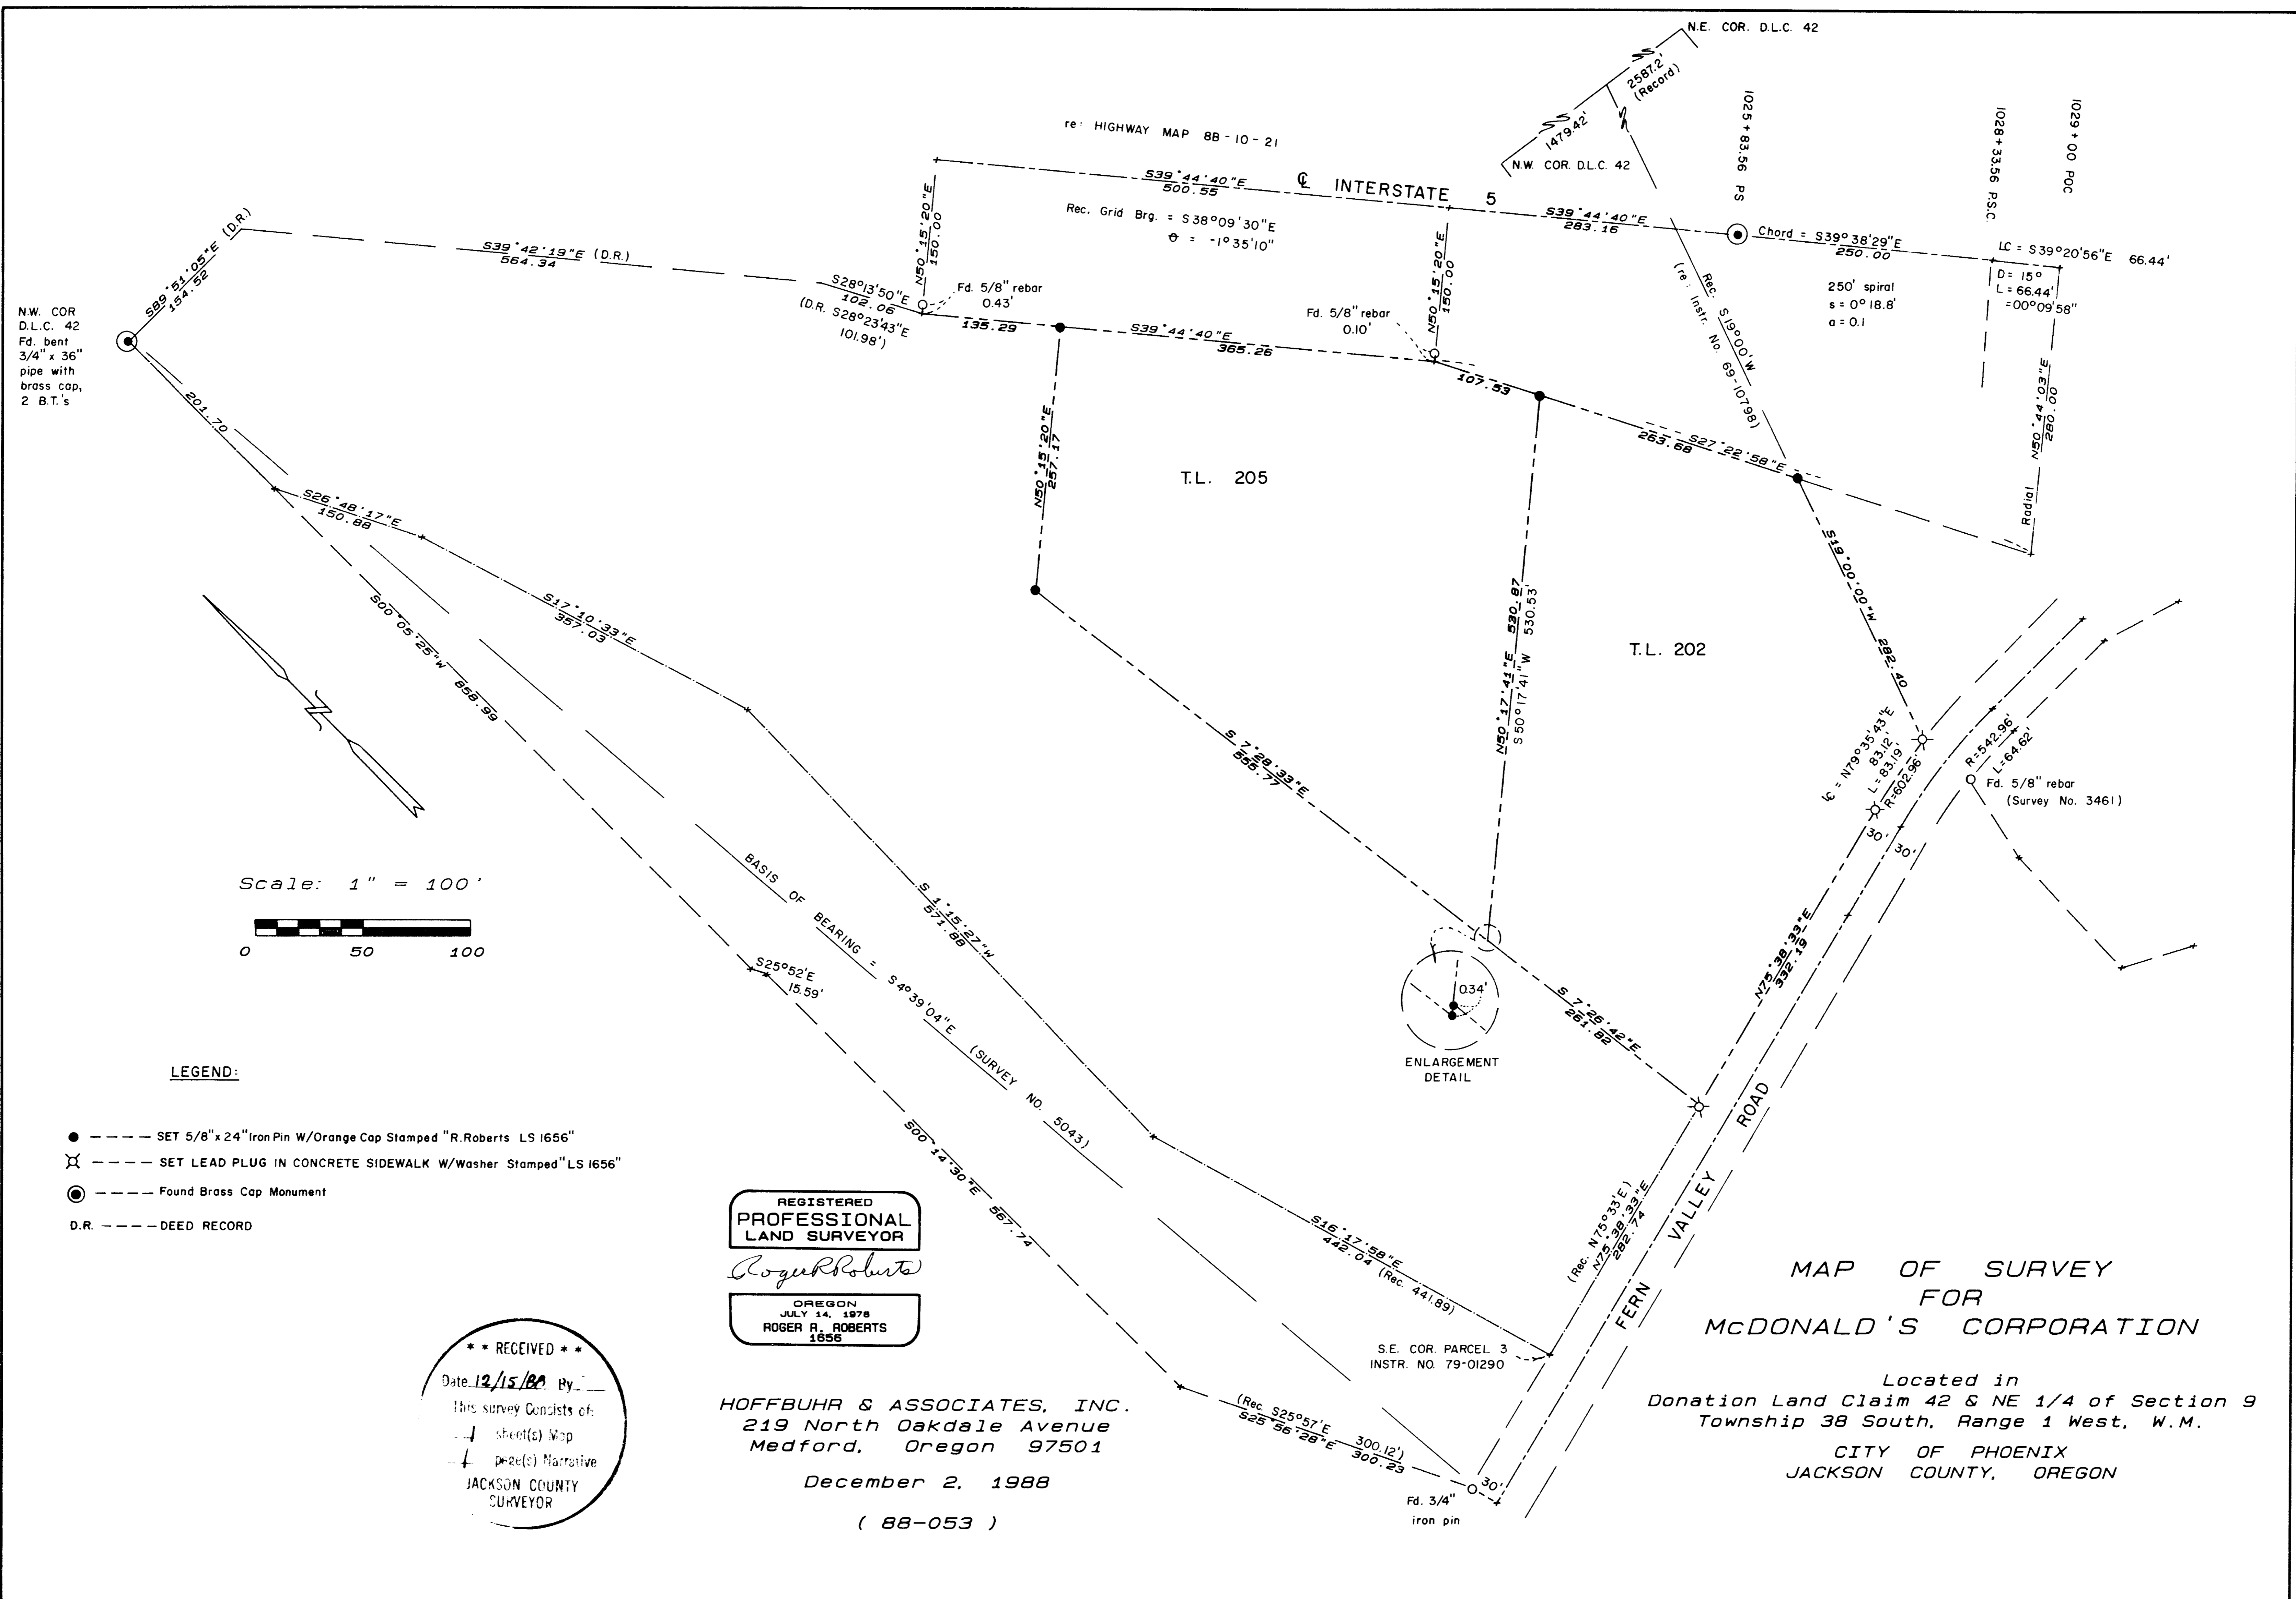 N.E. COR. D.L.C. 42
2587.2'
(Record)
1479.42'
N.W. COR. D.L.C. 42
re: HIGHWAY MAP 8B-10-21
1025 + 83.56 PS
1028+33.56 P.S.C.
1029 + 00 POC
S39°44'40"E
500.55
℄ INTERSTATE 5
Rec. Grid Brg. = S38°09'30"E
θ = -1°35'10"
S39°44'40"E
283.16
Chord = S39°38'29"E
250.00
LC = S39°20'56"E 66.44'
D = 15°
L = 66.44'
=00°09'58"
250' spiral
s = 0°18.8'
a = 0.1
N50°15'20"E
150.00
N50°15'20"E
150.00
Rec. S19°00'W
(re: Instr. No. 69-10798)
Radial N50°44'03"E
280.00
S89°51'05"E (D.R.)
154.52
S39°42'19"E (D.R.)
564.34
S28°13'50"E
102.06
(D.R. S28°23'43"E
101.98')
Fd. 5/8" rebar
0.43'
135.29
S39°44'40"E
365.26
Fd. 5/8" rebar
0.10'
107.53
S27°22'58"E
263.68
N.W. COR
D.L.C. 42
Fd. bent
3/4" x 36"
pipe with
brass cap,
2 B.T.'s
201.70
S26°48'17"E
150.88
N50°15'20"E
257.17
T.L. 205
T.L. 202
N50°17'41"E 530.87
S50°17'41"W 530.53'
S19°00'00"W 282.40
S17°10'33"E
357.03
S00°05'25"W 858.99
S 7°28'33"E
555.77
LC = N79°35'43"E
83.12'
L=83.19'
R=602.96'
R=542.96'
L=64.62'
Fd. 5/8" rebar
(Survey No. 3461)
30'
30'
N
Scale: 1" = 100'
0 50 100
BASIS OF BEARING = S4°39'04"E (SURVEY NO. 5043)
S 1°15'27"W
571.88
S25°52'E
15.59'
0.34'
ENLARGEMENT
DETAIL
S 7°26'42"E
261.82
N75°38'33"E
332.19
LEGEND:
SET 5/8"x 24" Iron Pin W/Orange Cap Stamped "R.Roberts LS 1656"
SET LEAD PLUG IN CONCRETE SIDEWALK W/Washer Stamped "LS 1656"
Found Brass Cap Monument
D.R. ---- DEED RECORD
S00°14'30"E 567.74
S16°17'58"E
442.04 (Rec. 441.89)
(Rec. N75°33'E)
N75°38'33"E
282.74
FERN VALLEY ROAD
S.E. COR. PARCEL 3
INSTR. NO. 79-01290
(Rec. S25°57'E 300.12')
S25°56'28"E 300.23
30'
Fd. 3/4"
iron pin
REGISTERED
PROFESSIONAL
LAND SURVEYOR
Roger R Roberts
OREGON
JULY 14, 1978
ROGER R. ROBERTS
1656
* * RECEIVED * *
Date 12/15/88 By
This survey Consists of:
1 sheet(s) Map
1 page(s) Narrative
JACKSON COUNTY
SURVEYOR
HOFFBUHR & ASSOCIATES, INC.
219 North Oakdale Avenue
Medford, Oregon 97501
December 2, 1988
( 88-053 )
MAP OF SURVEY
FOR
McDONALD'S CORPORATION
Located in
Donation Land Claim 42 & NE 1/4 of Section 9
Township 38 South, Range 1 West, W.M.
CITY OF PHOENIX
JACKSON COUNTY, OREGON